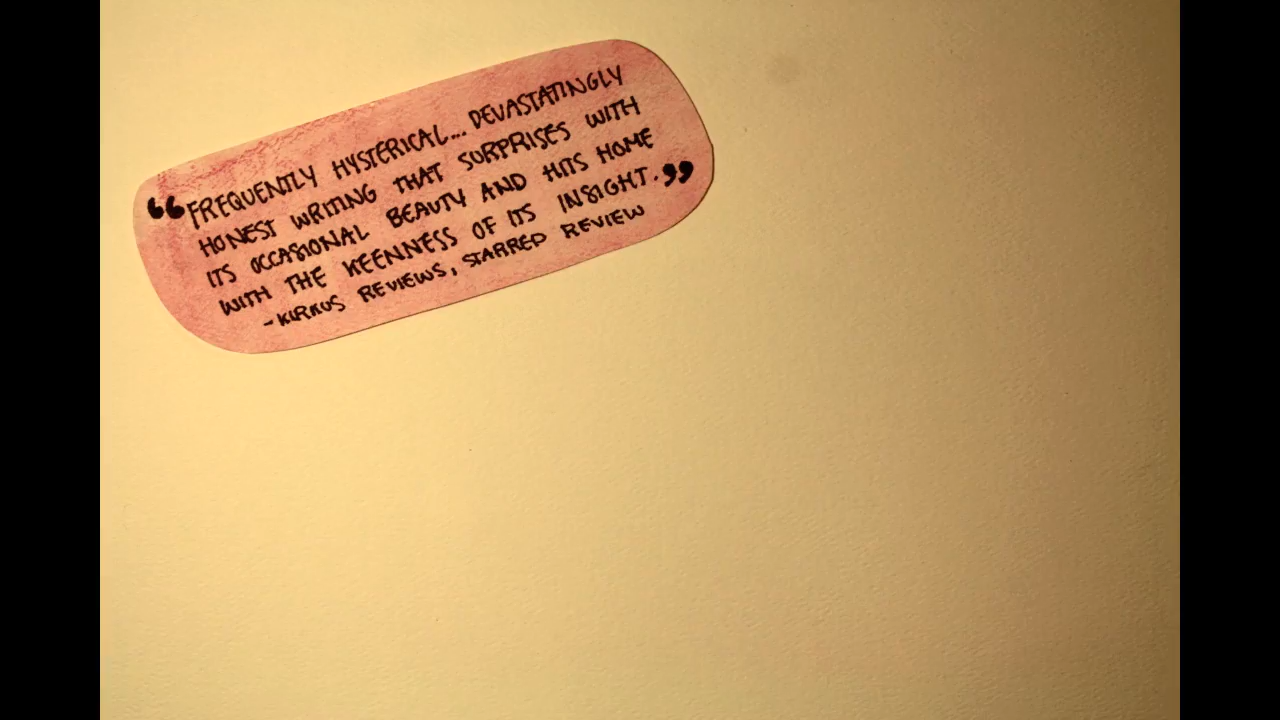 “FREQUENTLY HYSTERICAL... DEVASTATINGLY
HONEST WRITING THAT SURPRISES WITH
ITS OCCASIONAL BEAUTY AND HITS HOME
WITH THE KEENNESS OF ITS INSIGHT.”
-KIRKUS REVIEWS, STARRED REVIEW